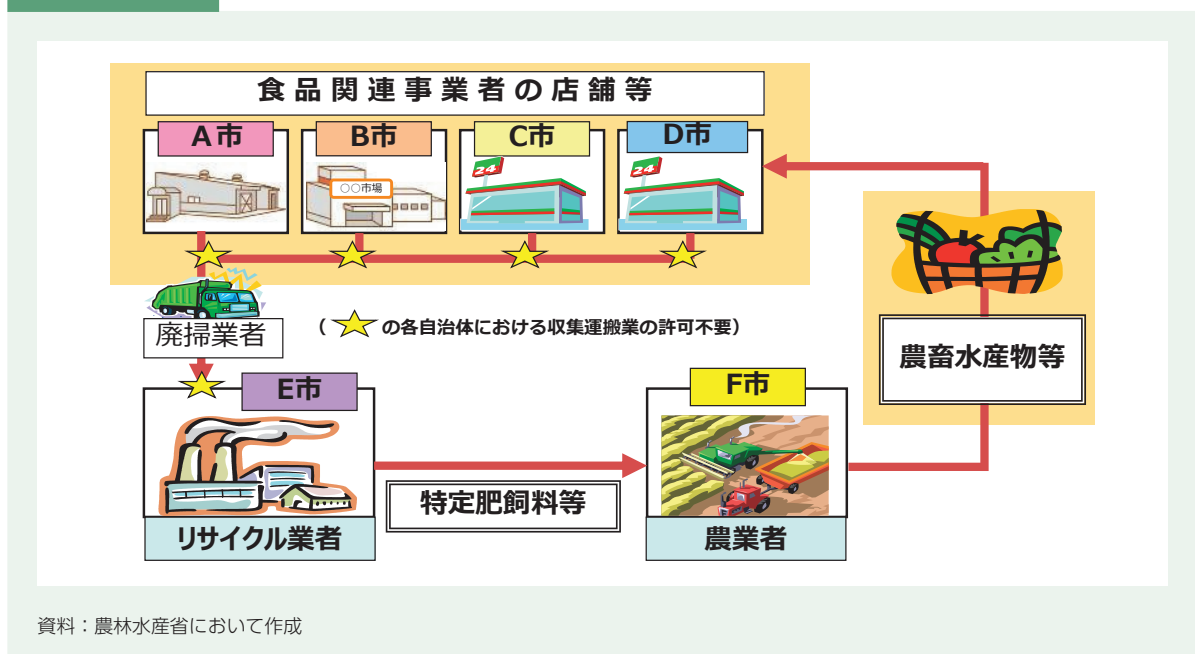 食品関連事業者の店舗等
A市
B市
C市
D市
○○市場
24
24
廃掃業者
(☆の各自治体における収集運搬業の許可不要)
農畜水産物等
E市
F市
特定肥飼料等
リサイクル業者
農業者
資料：農林水産省において作成